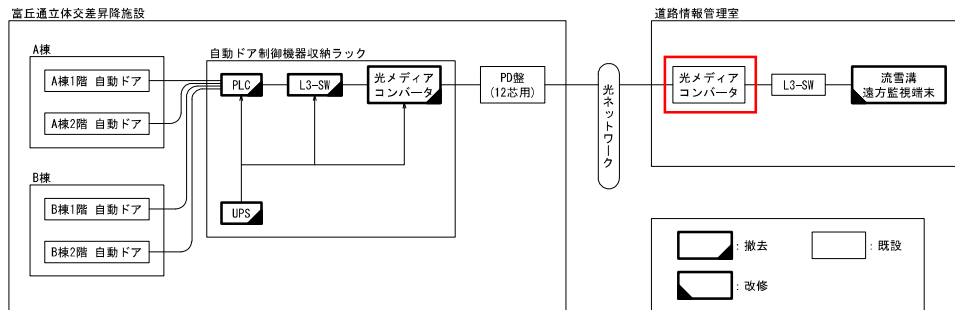 富丘通立体交差昇降施設
A棟
A棟1階 自動ドア
A棟2階 自動ドア
B棟
B棟1階 自動ドア
B棟2階 自動ドア
自動ドア制御機器収納ラック
PLC
L3-SW
光メディア
コンバータ
UPS
PD盤
(12芯用)
光ネットワーク
道路情報管理室
光メディア
コンバータ
L3-SW
流雪溝
遠方監視端末
:撤去
:既設
:改修